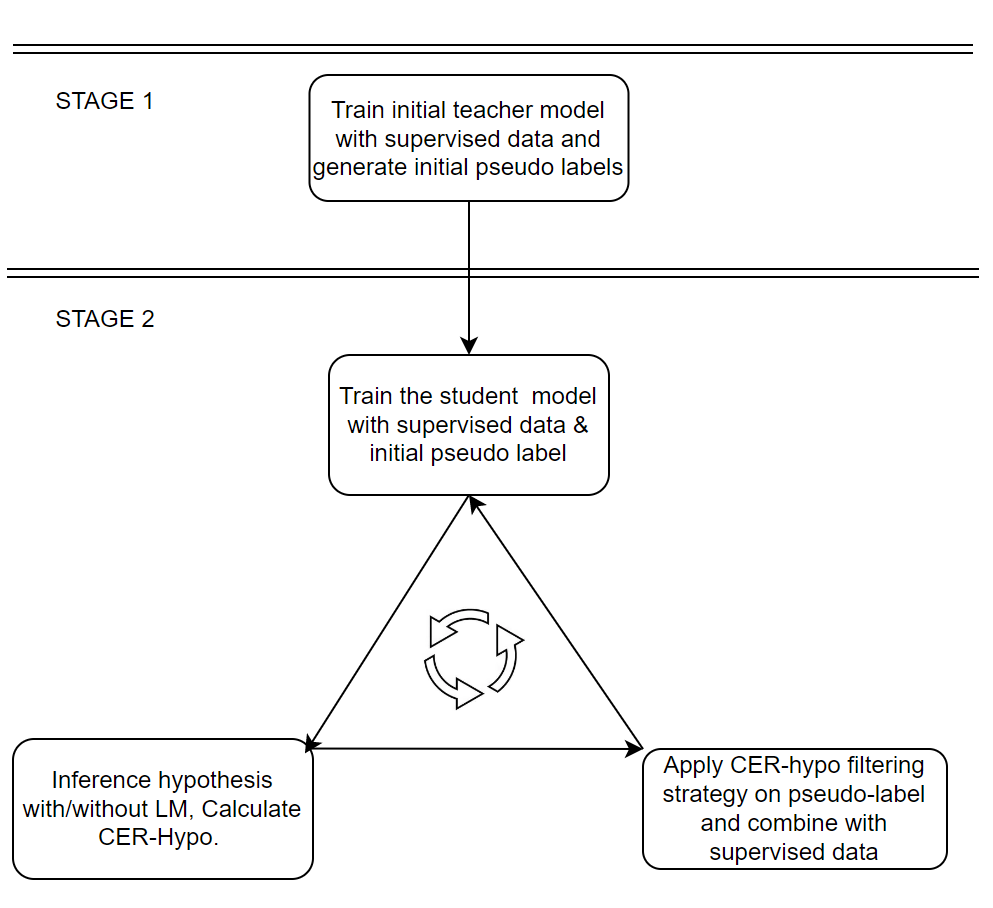 STAGE 1
Train initial teacher model
with supervised data and
generate initial pseudo labels
STAGE 2
Train the student  model
with supervised data &
initial pseudo label
Inference hypothesis
with/without LM, Calculate
CER-Hypo.
Apply CER-hypo filtering
strategy on pseudo-label
and combine with
supervised data